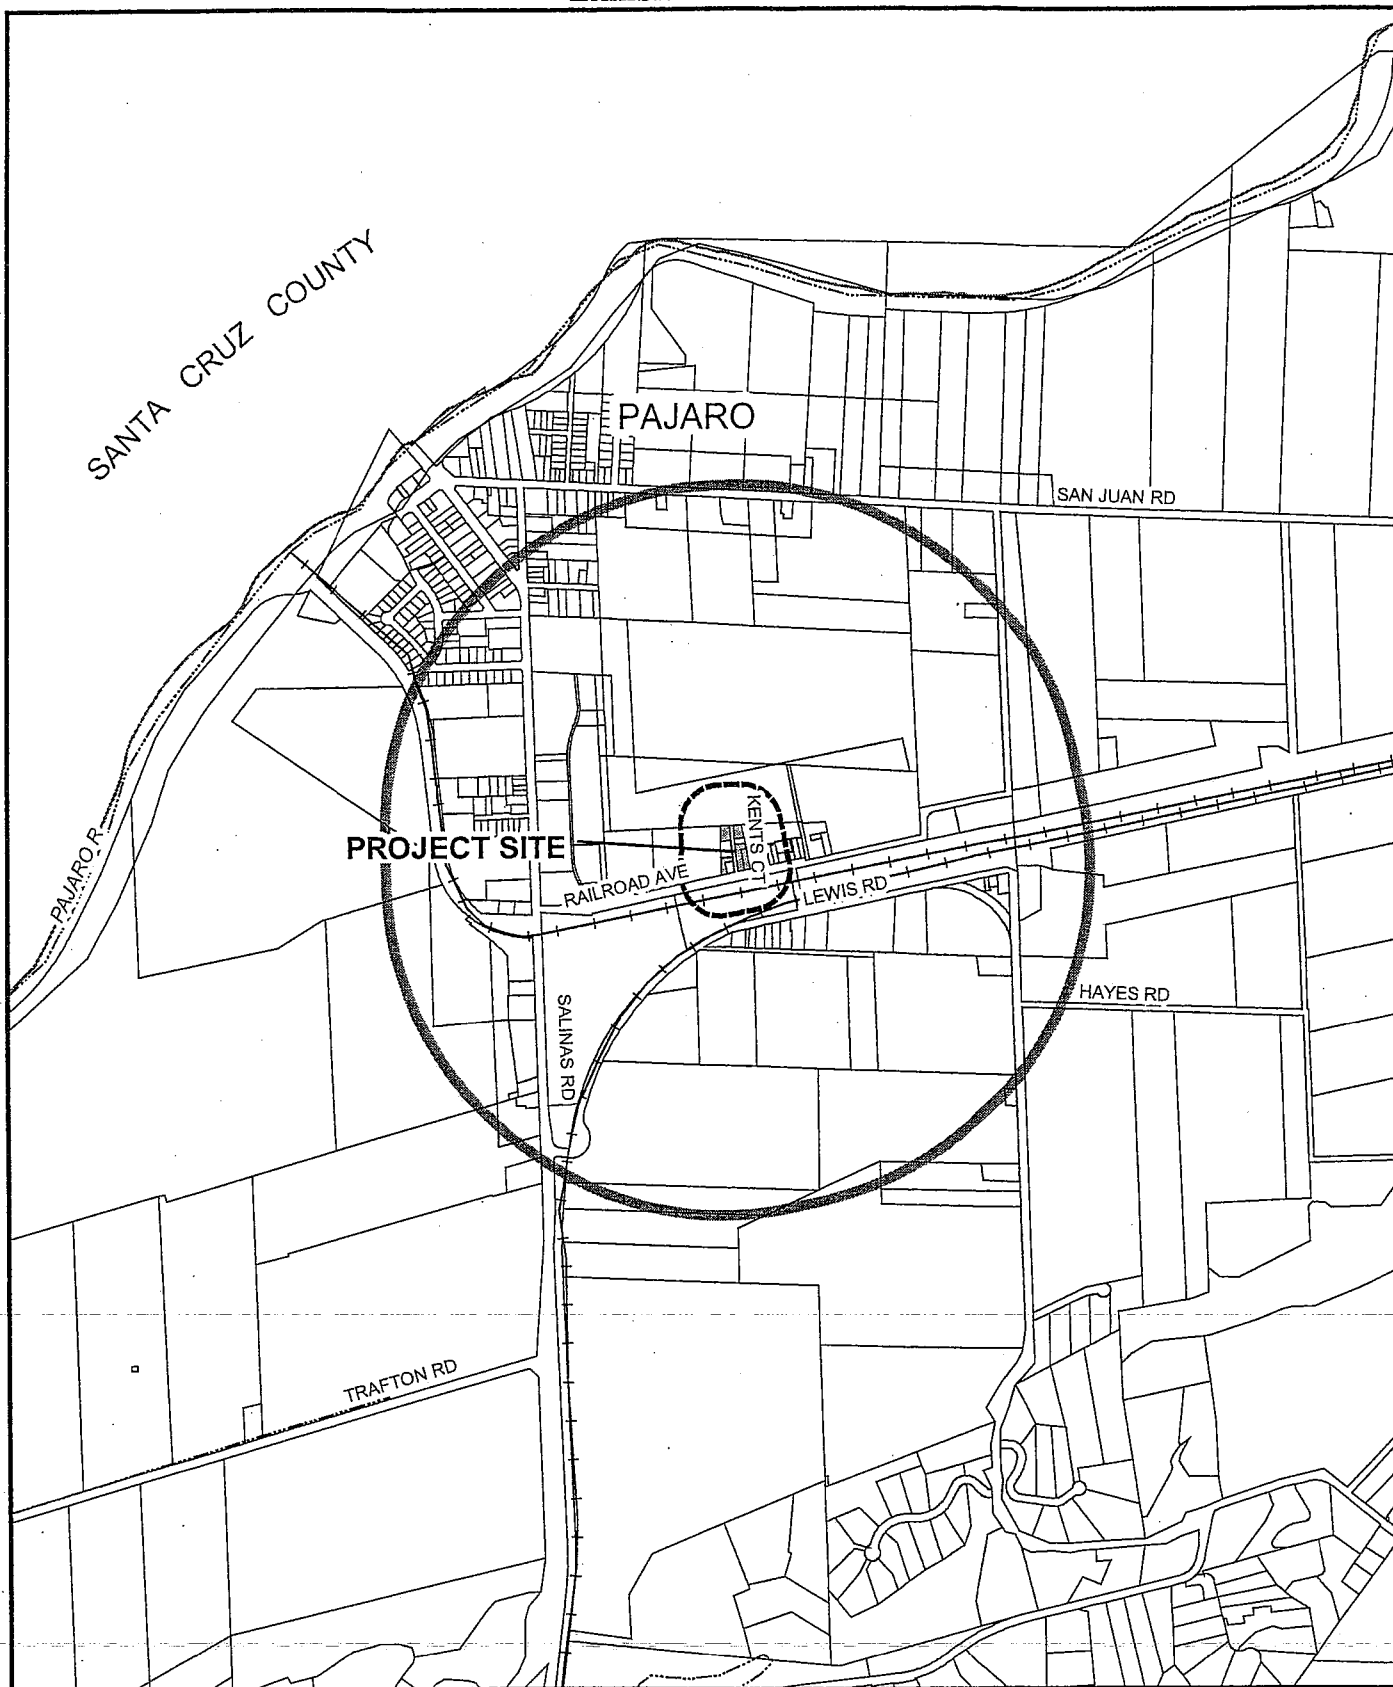 SANTA CRUZ COUNTY
PAJARO
SAN JUAN RD
KENTS CT
PROJECT SITE
RAILROAD AVE
LEWIS RD
PAJARO R
HAYES RD
SALINAS RD
TRAFTON RD